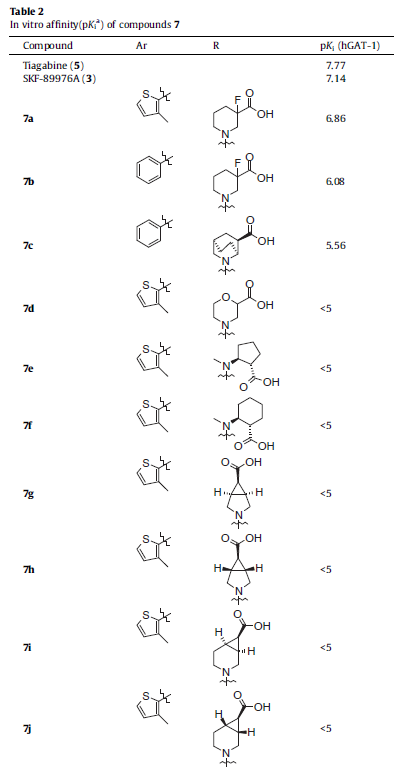 Table 2
In vitro affinity(pKiᵃ) of compounds 7
Compound Ar R pKi (hGAT-1)
Tiagabine (5) 7.77
SKF-89976A (3) 7.14
7a S F O OH N 6.86
7b F O OH N 6.08
7c O OH N 5.56
7d S O O OH N <5
7e S N O OH <5
7f S N O OH <5
7g S O OH H H N <5
7h S O OH H H N <5
7i S O OH H H N <5
7j S O OH H H N <5